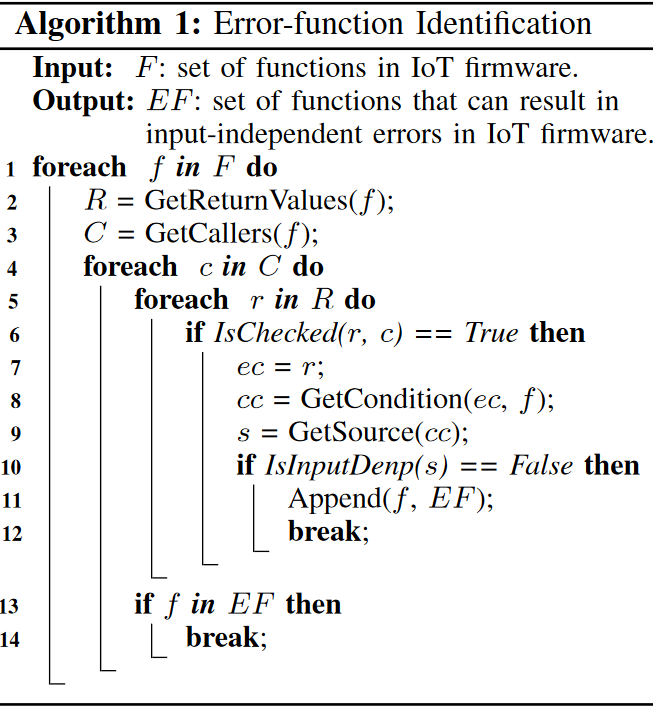 Algorithm 1: Error-function Identification
Input: F: set of functions in IoT firmware.
Output: EF: set of functions that can result in
input-independent errors in IoT firmware.
1 foreach f in F do
2 R = GetReturnValues(f);
3 C = GetCallers(f);
4 foreach c in C do
5 foreach r in R do
6 if IsChecked(r, c) == True then
7 ec = r;
8 cc = GetCondition(ec, f);
9 s = GetSource(cc);
10 if IsInputDenp(s) == False then
11 Append(f, EF);
12 break;
13 if f in EF then
14 break;